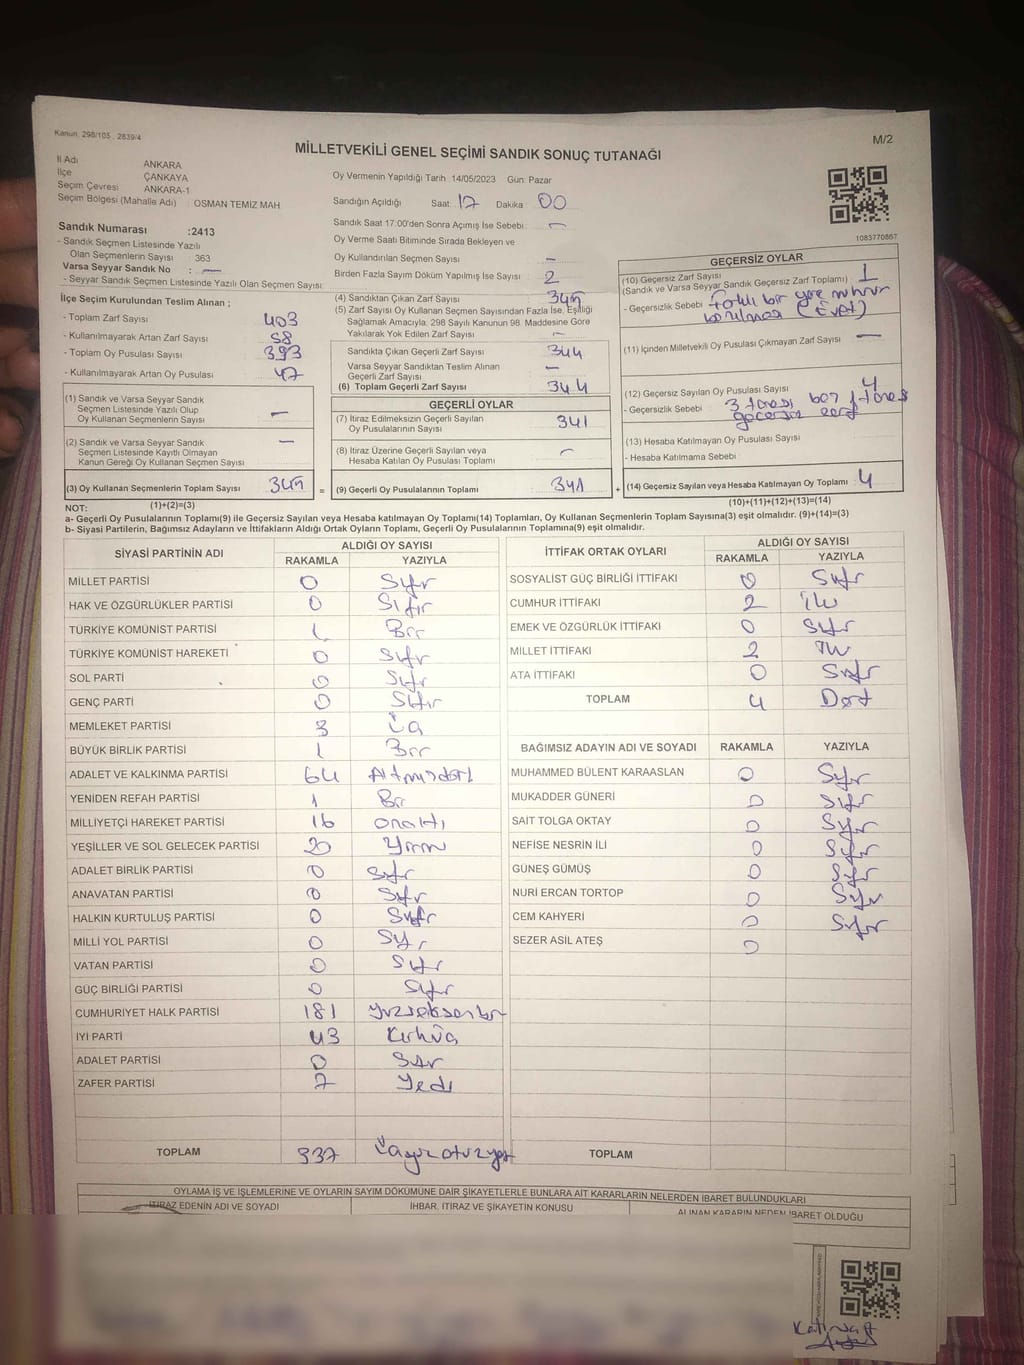 Kanun. 298/105, 2839/4
M/2
MİLLETVEKİLİ GENEL SEÇİMİ SANDIK SONUÇ TUTANAĞI
İl Adı ANKARA
İlçe ÇANKAYA
Seçim Çevresi ANKARA-1
Seçim Bölgesi (Mahalle Adı) : OSMAN TEMİZ MAH
Oy Vermenin Yapıldığı Tarih 14/05/2023 Gün: Pazar
Sandığın Açıldığı Saat: 17 Dakika: 00
Sandık Saat 17:00'den Sonra Açımış İse Sebebi: -
Oy Verme Saati Bitiminde Sırada Bekleyen ve
Oy Kullandırılan Seçmen Sayısı -
Birden Fazla Sayım Döküm Yapılmış İse Sayısı : 2
1083770867
Sandık Numarası :2413
- Sandık Seçmen Listesinde Yazılı
Olan Seçmenlerin Sayısı : 363
Varsa Seyyar Sandık No : -
- Seyyar Sandık Seçmen Listesinde Yazılı Olan Seçmen Sayısı:
İlçe Seçim Kurulundan Teslim Alınan ;
- Toplam Zarf Sayısı : 403
- Kullanılmayarak Artan Zarf Sayısı : 58
- Toplam Oy Pusulası Sayısı : 393
- Kullanılmayarak Artan Oy Pusulası : 47
(1) Sandık ve Varsa Seyyar Sandık
Seçmen Listesinde Yazılı Olup
Oy Kullanan Seçmenlerin Sayısı -
(2) Sandık ve Varsa Seyyar Sandık
Seçmen Listesinde Kayıtlı Olmayan
Kanun Gereği Oy Kullanan Seçmen Sayısı -
(3) Oy Kullanan Seçmenlerin Toplam Sayısı 345
(1)+(2)=(3)
(4) Sandıktan Çıkan Zarf Sayısı 345
(5) Zarf Sayısı Oy Kullanan Seçmen Sayısından Fazla İse, Eşitliği
Sağlamak Amacıyla; 298 Sayılı Kanunun 98. Maddesine Göre
Yakılarak Yok Edilen Zarf Sayısı -
Sandıkta Çıkan Geçerli Zarf Sayısı 344
Varsa Seyyar Sandıktan Teslim Alınan
Geçerli Zarf Sayısı -
(6) Toplam Geçerli Zarf Sayısı 344
GEÇERLİ OYLAR
(7) İtiraz Edilmeksizin Geçerli Sayılan
Oy Pusulalarının Sayısı 341
(8) İtiraz Üzerine Geçerli Sayılan veya
Hesaba Katılan Oy Pusulası Toplamı -
= (9) Geçerli Oy Pusulalarının Toplamı : 341 +
GEÇERSİZ OYLAR
(10) Geçersiz Zarf Sayısı
(Sandık ve Varsa Seyyar Sandık Geçersiz Zarf Toplamı) 1
- Geçersizlik Sebebi : Farklı bir yere mühür
basılması (Evet)
(11) İçinden Milletvekili Oy Pusulası Çıkmayan Zarf Sayısı : -
(12) Geçersiz Sayılan Oy Pusulası Sayısı : 4
- Geçersizlik Sebebi 3 tanesi boş 1 tanesi
geçersiz
(13) Hesaba Katılmayan Oy Pusulası Sayısı
- Hesaba Katılmama Sebebi :
(14) Geçersiz Sayılan veya Hesaba Katılmayan Oy Toplamı : 4
(10)+(11)+(12)+(13)=(14)
NOT:
a- Geçerli Oy Pusulalarının Toplamı(9) ile Geçersiz Sayılan veya Hesaba katılmayan Oy Toplamı(14) Toplamları, Oy Kullanan Seçmenlerin Toplam Sayısına(3) eşit olmalıdır. (9)+(14)=(3)
b- Siyasi Partilerin, Bağımsız Adayların ve İttifakların Aldığı Ortak Oyların Toplamı, Geçerli Oy Pusulalarının Toplamına(9) eşit olmalıdır.
SİYASİ PARTİNİN ADI ALDIĞI OY SAYISI
RAKAMLA YAZIYLA
MİLLET PARTİSİ 0 Sıfır
HAK VE ÖZGÜRLÜKLER PARTİSİ 0 Sıfır
TÜRKİYE KOMÜNİST PARTİSİ 1 Bir
TÜRKİYE KOMÜNİST HAREKETİ 0 Sıfır
SOL PARTİ 0 Sıfır
GENÇ PARTİ 0 Sıfır
MEMLEKET PARTİSİ 3 Üç
BÜYÜK BİRLİK PARTİSİ 1 Bir
ADALET VE KALKINMA PARTİSİ 64 Altmışdört
YENİDEN REFAH PARTİSİ 1 Bir
MİLLİYETÇİ HAREKET PARTİSİ 16 onaltı
YEŞİLLER VE SOL GELECEK PARTİSİ 20 Yirmi
ADALET BİRLİK PARTİSİ 0 Sıfır
ANAVATAN PARTİSİ 0 Sıfır
HALKIN KURTULUŞ PARTİSİ 0 Sıfır
MİLLİ YOL PARTİSİ 0 Sıfır
VATAN PARTİSİ 0 Sıfır
GÜÇ BİRLİĞİ PARTİSİ 0 Sıfır
CUMHURİYET HALK PARTİSİ 181 Yüzseksenbir
İYİ PARTİ 43 Kırküç
ADALET PARTİSİ 0 Sıfır
ZAFER PARTİSİ 7 Yedi
TOPLAM 337 Üçyüzotuzyedi
İTTİFAK ORTAK OYLARI ALDIĞI OY SAYISI
RAKAMLA YAZIYLA
SOSYALİST GÜÇ BİRLİĞİ İTTİFAKI 0 Sıfır
CUMHUR İTTİFAKI 2 İki
EMEK VE ÖZGÜRLÜK İTTİFAKI 0 Sıfır
MİLLET İTTİFAKI 2 İki
ATA İTTİFAKI 0 Sıfır
TOPLAM 4 Dört
BAĞIMSIZ ADAYIN ADI VE SOYADI RAKAMLA YAZIYLA
MUHAMMED BÜLENT KARAASLAN 0 Sıfır
MUKADDER GÜNERİ 0 Sıfır
SAİT TOLGA OKTAY 0 Sıfır
NEFİSE NESRİN İLİ 0 Sıfır
GÜNEŞ GÜMÜŞ 0 Sıfır
NURİ ERCAN TORTOP 0 Sıfır
CEM KAHYERİ 0 Sıfır
SEZER ASİL ATEŞ 0
TOPLAM
OYLAMA İŞ VE İŞLEMLERİNE VE OYLARIN SAYIM DÖKÜMÜNE DAİR ŞİKAYETLERLE BUNLARA AİT KARARLARIN NELERDEN İBARET BULUNDUKLARI
İTİRAZ EDENİN ADI VE SOYADI İHBAR, İTİRAZ VE ŞİKAYETİN KONUSU ALINAN KARARIN NEDEN İBARET OLDUĞU